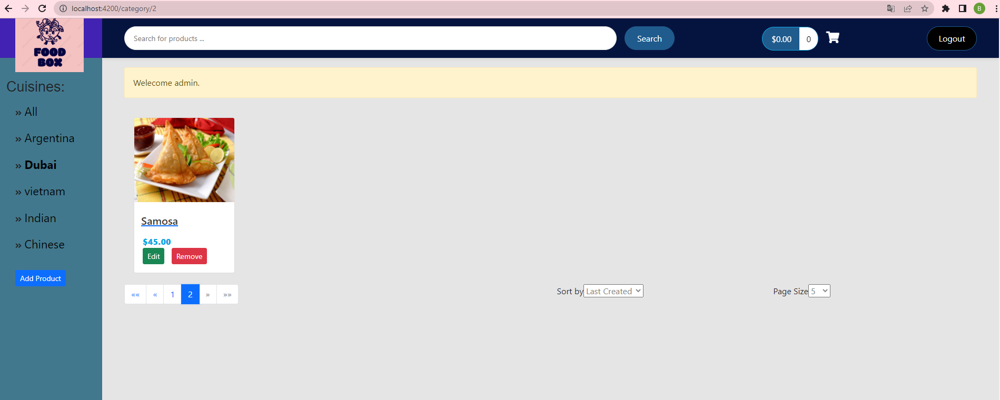 localhost:4200/category/2
B
FOOD
BOX
Search for products ...
Search
$0.00
0
Logout
Cuisines:
» All
» Argentina
» Dubai
» vietnam
» Indian
» Chinese
Add Product
Welecome admin.
Samosa
$45.00
Edit
Remove
«« « 1 2 » »»
Sort by Last Created
Page Size 5